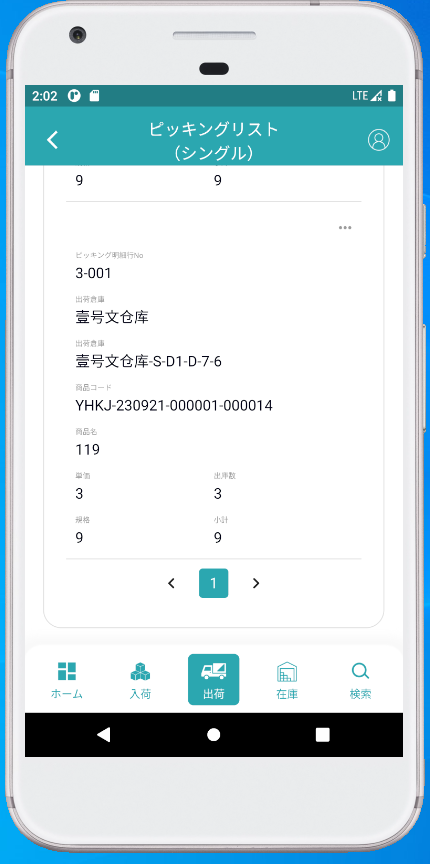 2:02
LTE
ピッキングリスト
（シングル）
9 9
ピッキング明細行No
3-001
出荷倉庫
壹号文仓库
出荷倉庫
壹号文仓库-S-D1-D-7-6
商品コード
YHKJ-230921-000001-000014
商品名
119
単価 出庫数
3 3
規格 小計
9 9
1
ホーム 入荷 出荷 在庫 検索